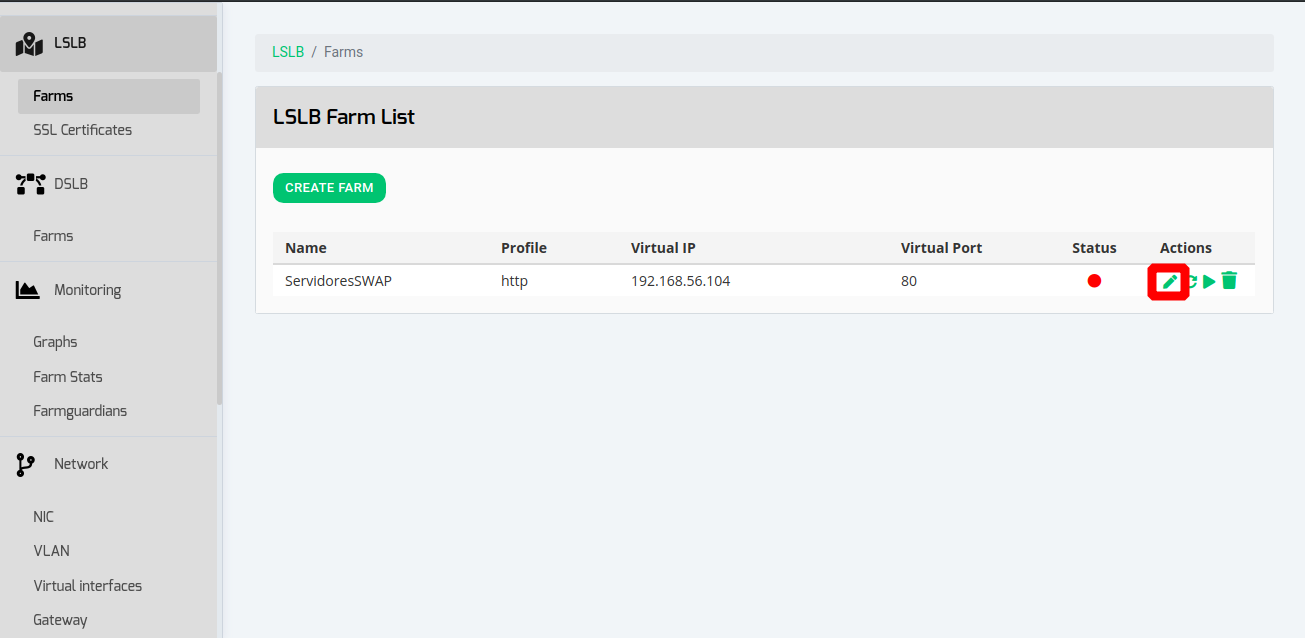 LSLB
Farms
SSL Certificates
DSLB
Farms
Monitoring
Graphs
Farm Stats
Farmguardians
Network
NIC
VLAN
Virtual interfaces
Gateway
LSLB / Farms
LSLB Farm List
CREATE FARM
Name Profile Virtual IP Virtual Port Status Actions
ServidoresSWAP http 192.168.56.104 80